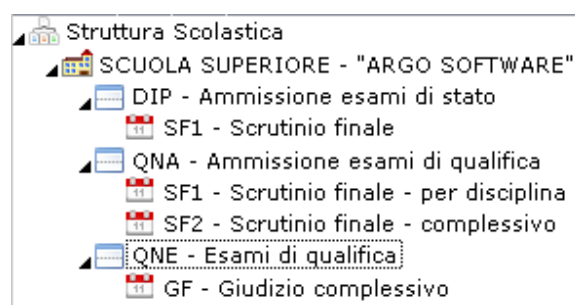 Struttura Scolastica
SCUOLA SUPERIORE - "ARGO SOFTWARE"
DIP - Ammissione esami di stato
SF1 - Scrutinio finale
QNA - Ammissione esami di qualifica
SF1 - Scrutinio finale - per disciplina
SF2 - Scrutinio finale - complessivo
QNE - Esami di qualifica
GF - Giudizio complessivo